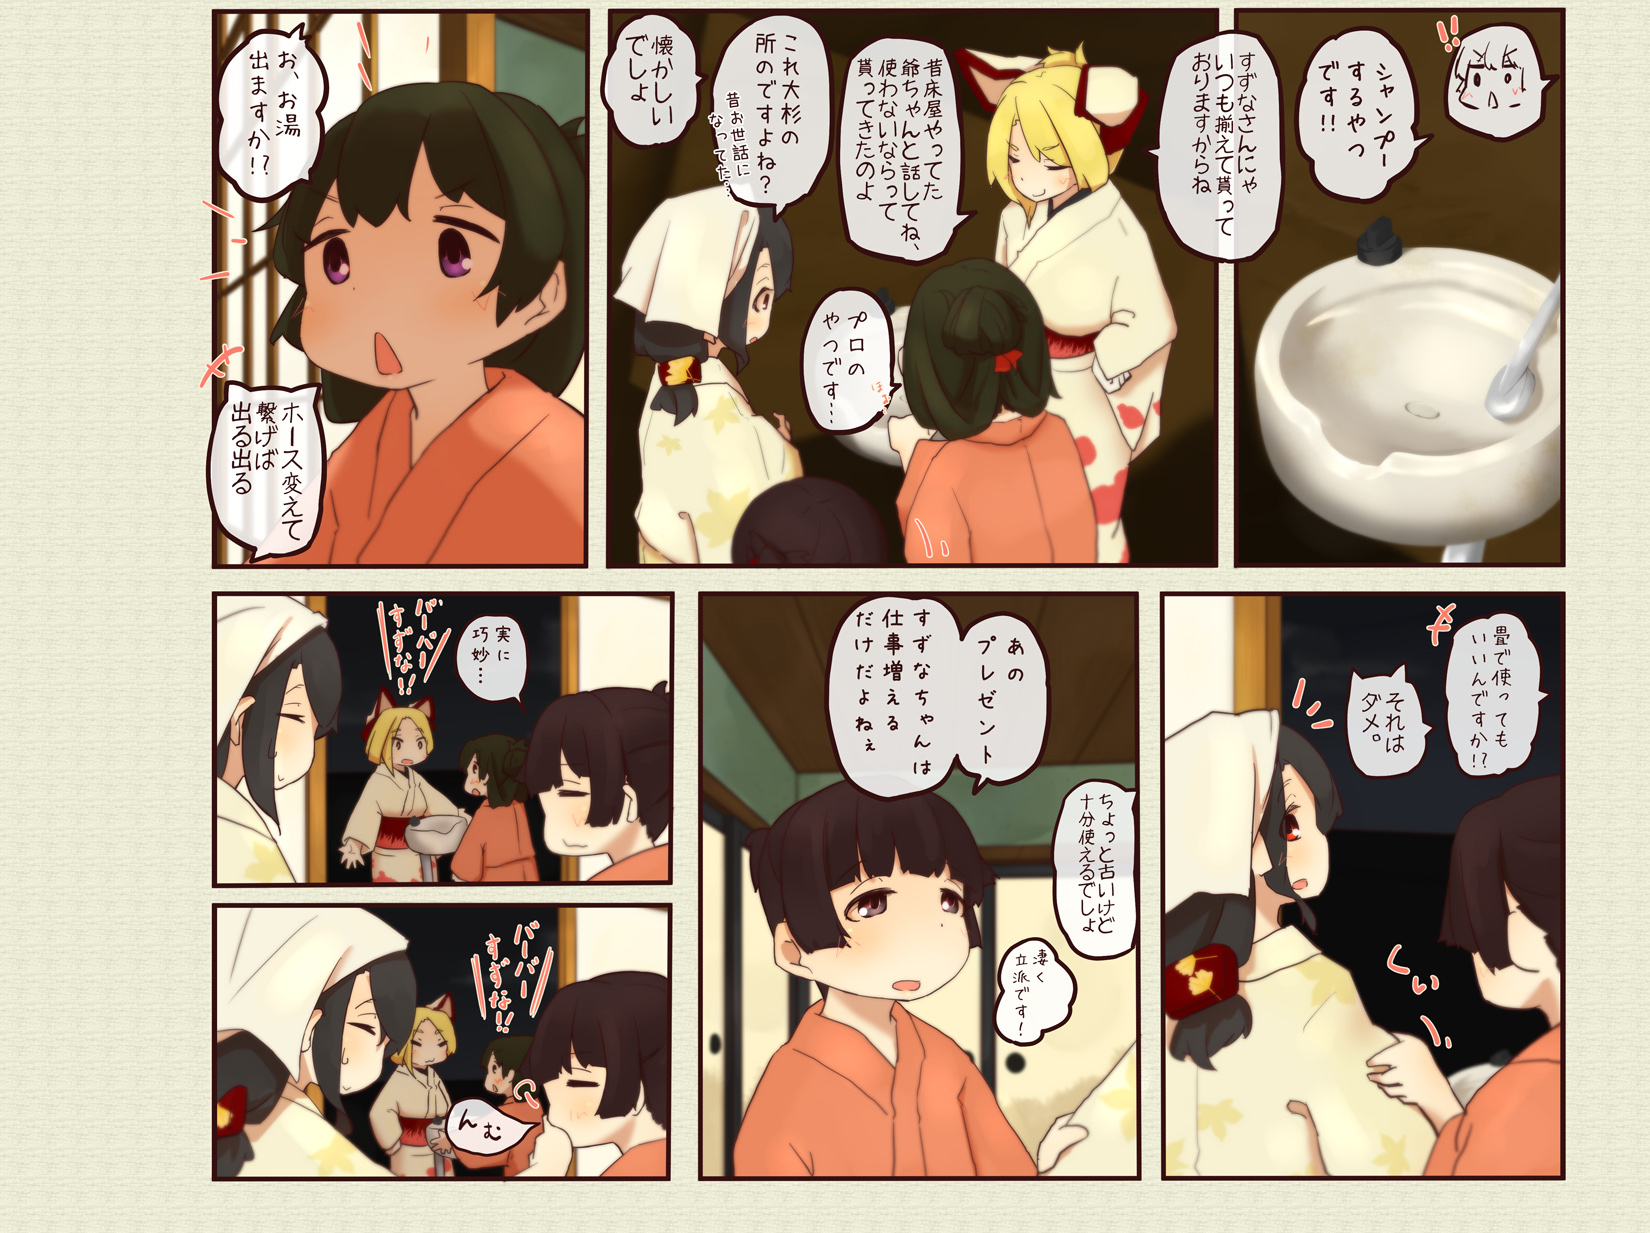 !!
シャンプー
するやつ
です!!
すずなさんにゃ
いつも揃えて貰って
おりますからね
昔床屋やってた
爺ちゃんと話してね、
使わないならって
貰ってきたのよ
これ大杉の
所のですよね?
昔お世話に
なってた…
懐かしい
でしょ
プロの
やつです…
お、お湯
出ますか!?
ホース変えて
繋げば
出る出る
畳で使っても
いいんですか!?
それは
ダメ。
くい
あの
プレゼント
すずなちゃんは
仕事増える
だけだよねぇ
ちょっと古いけど
十分使えるでしょ
凄く
立派です!
実に
巧妙…
バーバー
すずな!!
バーバー
すずな!!
んむ